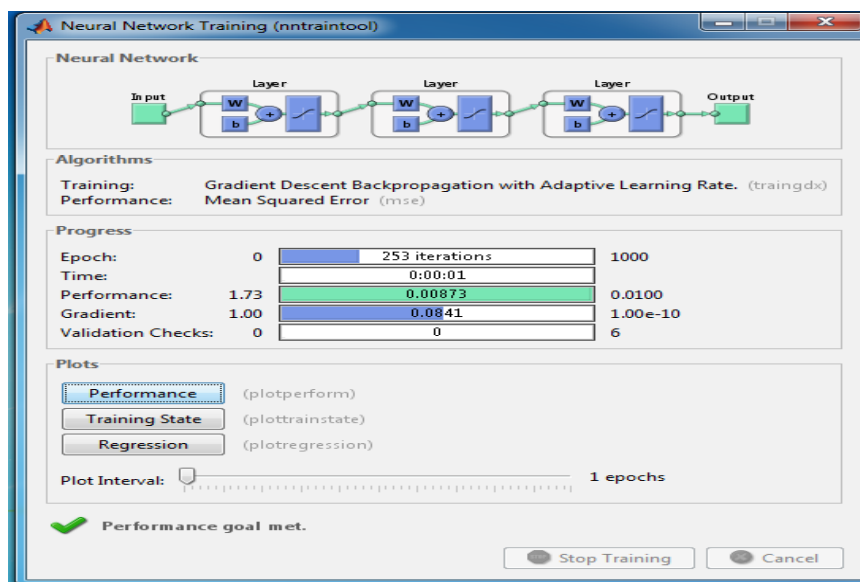 Neural Network Training (nntraintool)
Neural Network
Layer Layer Layer
Input W b + W b + W b + Output
Algorithms
Training: Gradient Descent Backpropagation with Adaptive Learning Rate. (traingdx)
Performance: Mean Squared Error (mse)
Progress
Epoch: 0 253 iterations 1000
Time: 0:00:01
Performance: 1.73 0.00873 0.0100
Gradient: 1.00 0.0841 1.00e-10
Validation Checks: 0 0 6
Plots
Performance (plotperform)
Training State (plottrainstate)
Regression (plotregression)
Plot Interval: 1 epochs
Performance goal met.
Stop Training Cancel